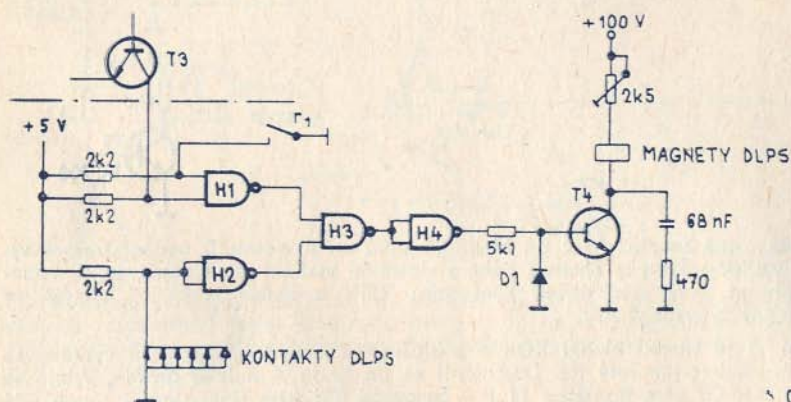 +100 V
T3
2k5
+5 V
r1
2k2
H1
MAGNETY DLPS
2k2
T4
H3
H4
68 nF
5k1
2k2
H2
D1
470
KONTAKTY DLPS